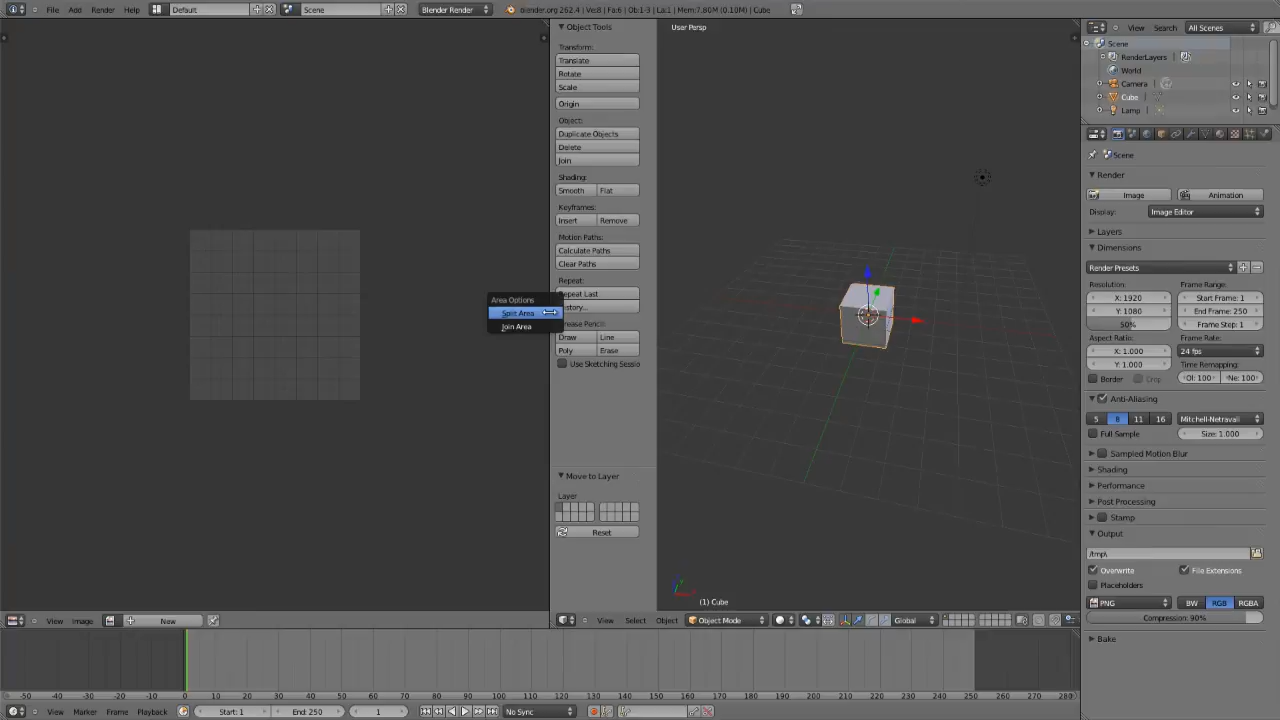 File Add Render Help Default Scene Blender Render blender.org 262.4 | Ve:8 | Fa:6 | Ob:1-3 | La:1 | Mem:7.80M (0.10M) | Cube
Object Tools
Transform:
Translate
Rotate
Scale
Origin
Object:
Duplicate Objects
Delete
Join
Shading:
Smooth Flat
Keyframes:
Insert Remove
Motion Paths:
Calculate Paths
Clear Paths
Repeat:
Repeat Last
History...
Grease Pencil:
Draw Line
Poly Erase
Use Sketching Sessio
Move to Layer
Layer
Reset
Area Options
Split Area
Join Area
User Persp
(1) Cube
View Search All Scenes
Scene
RenderLayers
World
Camera
Cube
Lamp
Scene
Render
Image Animation
Display: Image Editor
Layers
Dimensions
Render Presets
Resolution: Frame Range:
X: 1920 Start Frame: 1
Y: 1080 End Frame: 250
50% Frame Step: 1
Aspect Ratio: Frame Rate:
X: 1.000 24 fps
Y: 1.000 Time Remapping:
Border Crop Ol: 100 Ne: 100
Anti-Aliasing
5 8 11 16 Mitchell-Netravali
Full Sample Size: 1.000
Sampled Motion Blur
Shading
Performance
Post Processing
Stamp
Output
/tmp\
Overwrite File Extensions
Placeholders
PNG BW RGB RGBA
Compression: 90%
Bake
View Image New
View Select Object Object Mode Global
-50 -40 -30 -20 -10 0 10 20 30 40 50 60 70 80 90 100 110 120 130 140 150 160 170 180 190 200 210 220 230 240 250 260 270 280
View Marker Frame Playback Start: 1 End: 250 1 No Sync